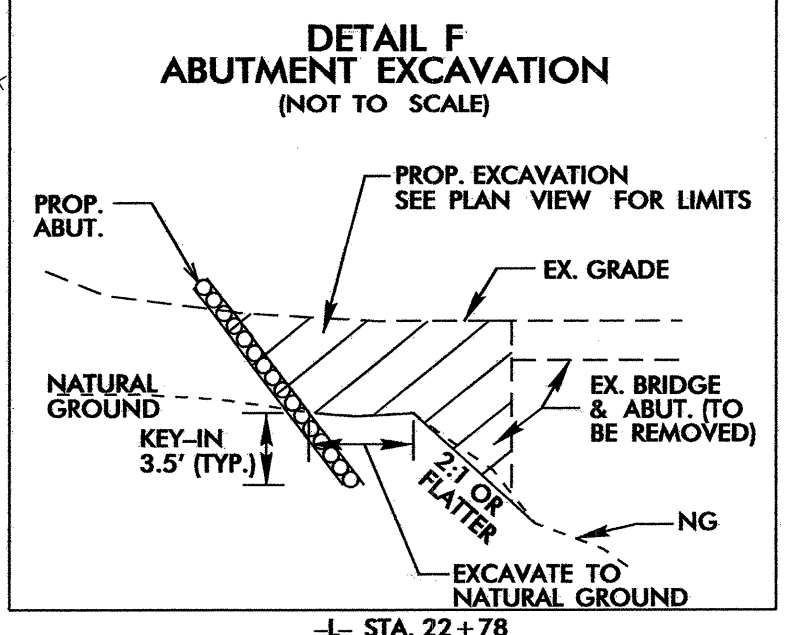 DETAIL F
ABUTMENT EXCAVATION
(NOT TO SCALE)
PROP. EXCAVATION
SEE PLAN VIEW FOR LIMITS
PROP.
ABUT.
EX. GRADE
NATURAL
GROUND
KEY-IN
3.5' (TYP.)
EX. BRIDGE
& ABUT. (TO
BE REMOVED)
2:1 OR
FLATTER
NG
EXCAVATE TO
NATURAL GROUND
-L- STA. 22+78